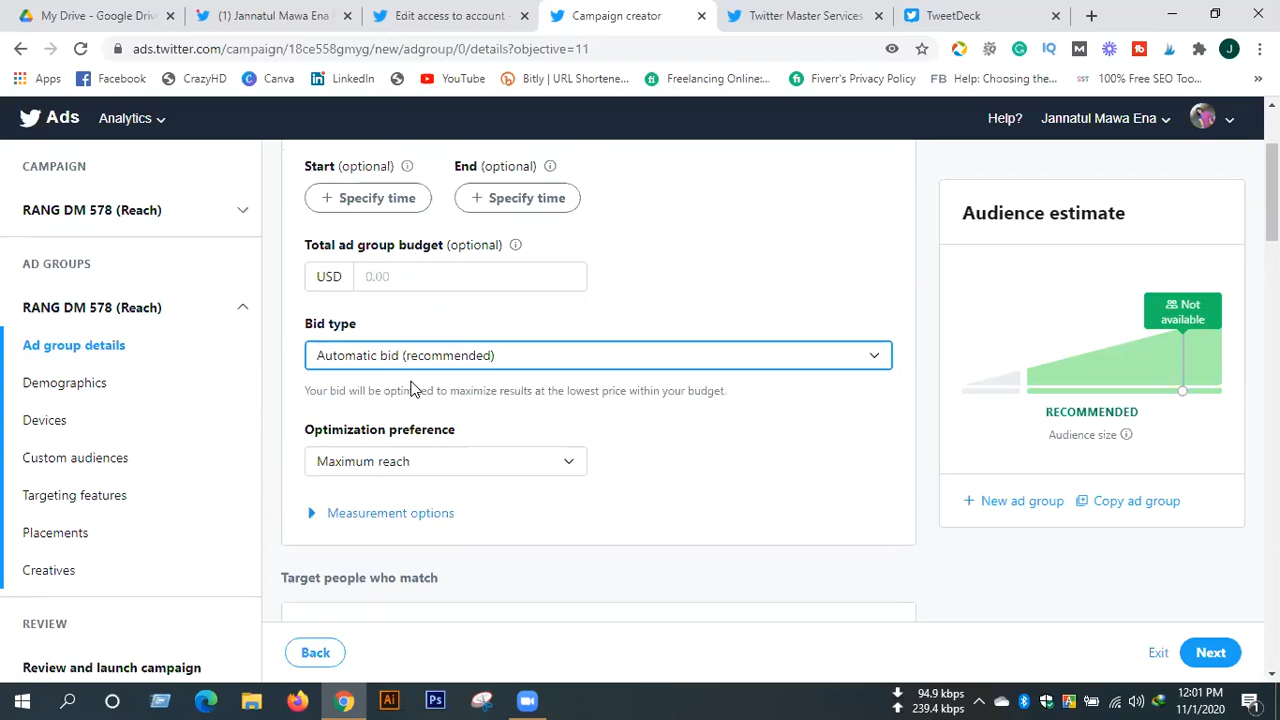 My Drive - Google Driv
(1) Jannatul Mawa Ena
Edit access to account -
Campaign creator
Twitter Master Services
TweetDeck
ads.twitter.com/campaign/18ce558gmyg/new/adgroup/0/details?objective=11
Apps
Facebook
CrazyHD
Canva
LinkedIn
YouTube
Bitly | URL Shortene...
Freelancing Online:...
Fiverr's Privacy Policy
FB Help: Choosing the...
SST 100% Free SEO Too...
Ads
Analytics
Help?
Jannatul Mawa Ena
CAMPAIGN
RANG DM 578 (Reach)
AD GROUPS
RANG DM 578 (Reach)
Ad group details
Demographics
Devices
Custom audiences
Targeting features
Placements
Creatives
REVIEW
Review and launch campaign
Start (optional)
End (optional)
+ Specify time
+ Specify time
Total ad group budget (optional)
USD 0.00
Bid type
Automatic bid (recommended)
Your bid will be optimized to maximize results at the lowest price within your budget.
Optimization preference
Maximum reach
Measurement options
Target people who match
Audience estimate
Not
available
RECOMMENDED
Audience size
+ New ad group
Copy ad group
Back
Exit
Next
94.9 kbps
239.4 kbps
12:01 PM
11/1/2020